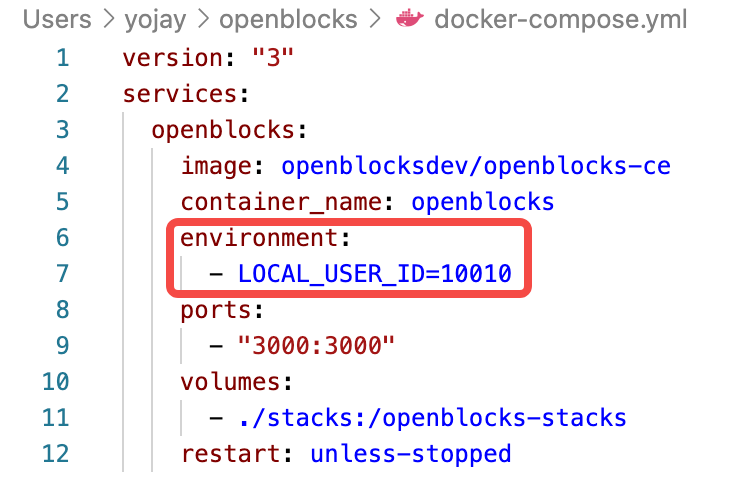 Users > yojay > openblocks > docker-compose.yml
1 version: "3"
2 services:
3 openblocks:
4 image: openblocksdev/openblocks-ce
5 container_name: openblocks
6 environment:
7 - LOCAL_USER_ID=10010
8 ports:
9 - "3000:3000"
10 volumes:
11 - ./stacks:/openblocks-stacks
12 restart: unless-stopped